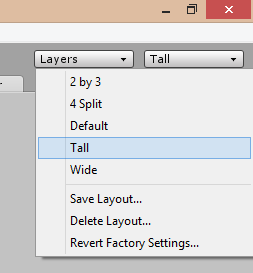 Layers Tall
2 by 3
4 Split
Default
Tall
Wide
Save Layout...
Delete Layout...
Revert Factory Settings...